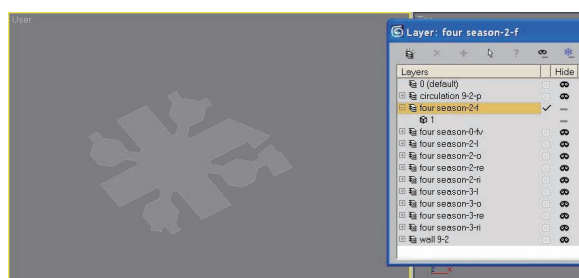 User
Layer: four season-2-f
?
Layers Hide
0 (default)
circulation 9-2-p
four season-2-f
1
four season-0-fv
four season-2-l
four season-2-o
four season-2-re
four season-2-ri
four season-3-l
four season-3-o
four season-3-re
four season-3-ri
wall 9-2
z x